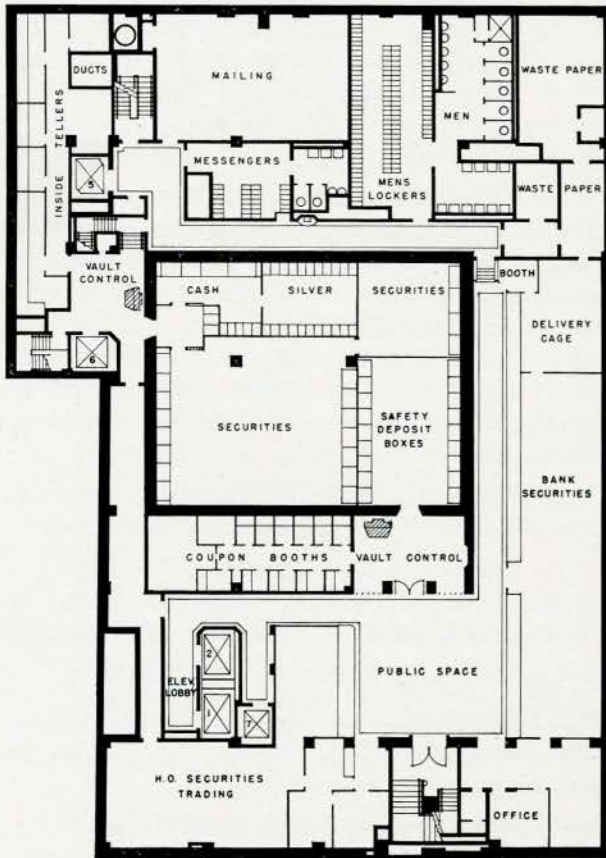 DUCTS
MAILING
WASTE PAPER
MEN
INSIDE TELLERS
MESSENGERS
MENS
LOCKERS
WASTE
PAPER
5
VAULT
CONTROL
CASH
SILVER
SECURITIES
BOOTH
DELIVERY
CAGE
6
SECURITIES
SAFETY
DEPOSIT
BOXES
BANK
SECURITIES
COUPON BOOTHS
VAULT CONTROL
2
ELEV.
LOBBY
1
7
PUBLIC SPACE
H.O. SECURITIES
TRADING
OFFICE